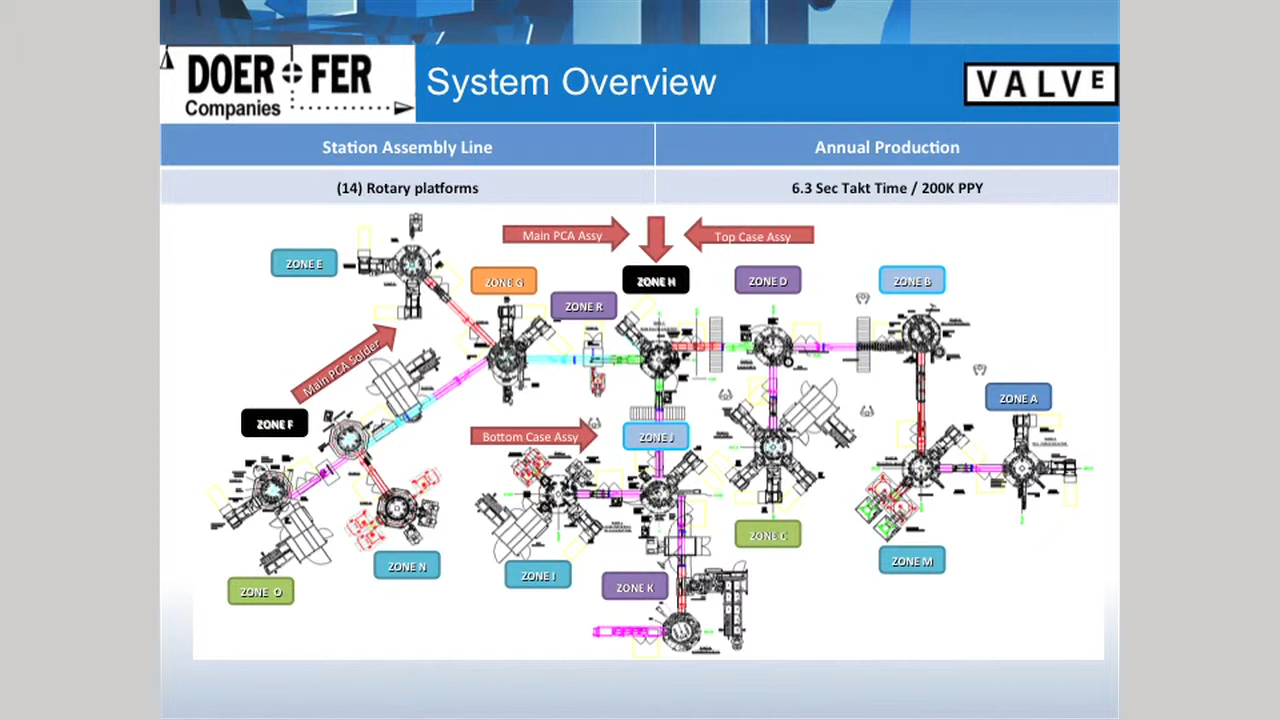 DOER FER
Companies
System Overview
VALVE
Station Assembly Line
Annual Production
(14) Rotary platforms
6.3 Sec Takt Time / 200K PPY
Main PCA Assy
Top Case Assy
ZONE E
ZONE G
ZONE R
ZONE H
ZONE D
ZONE B
Main PCA Solder
ZONE F
Bottom Case Assy
ZONE J
ZONE A
ZONE O
ZONE N
ZONE I
ZONE K
ZONE C
ZONE M